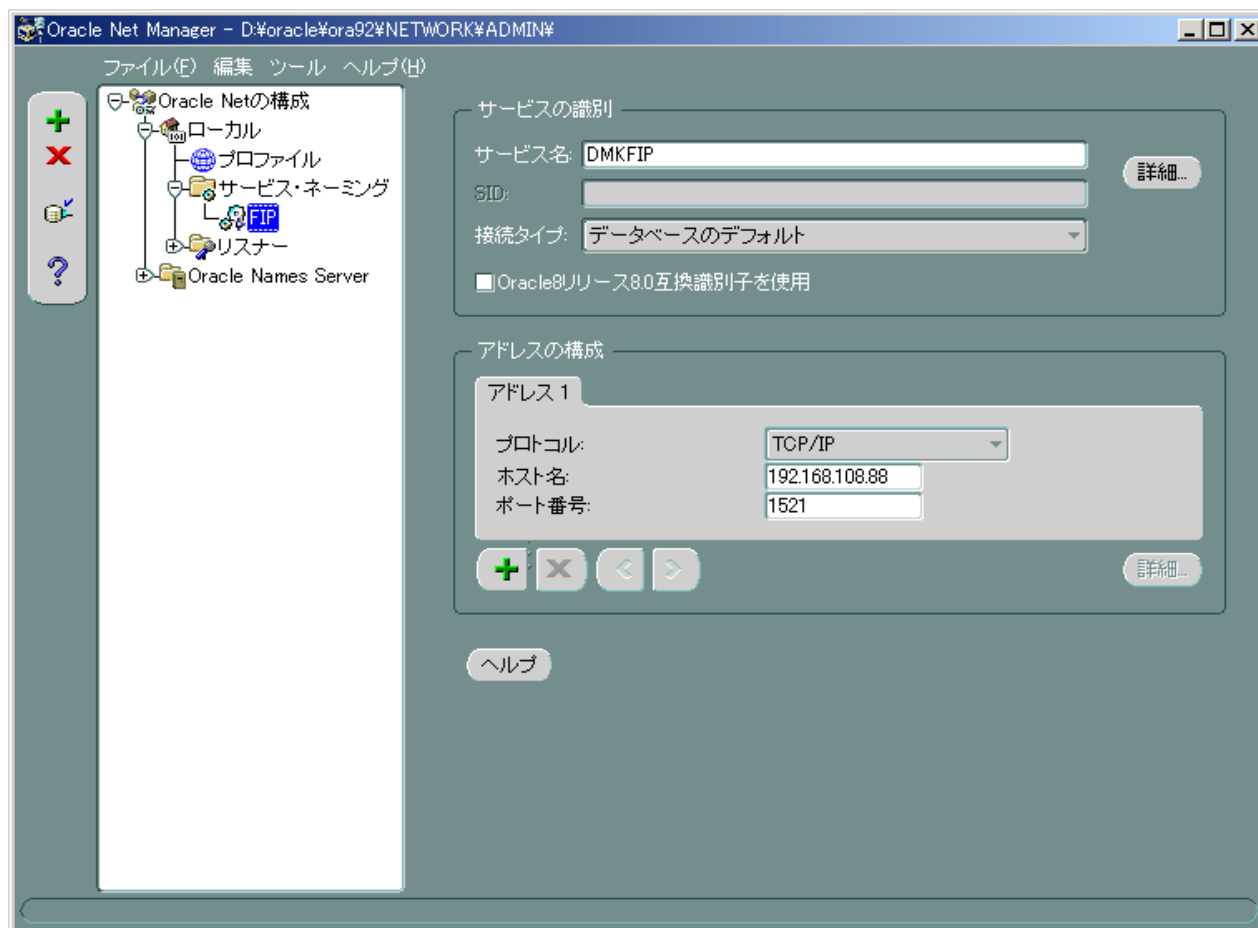 Oracle Net Manager - D:¥oracle¥ora92¥NETWORK¥ADMIN¥
ファイル(F) 編集 ツール ヘルプ(H)
Oracle Netの構成
ローカル
プロファイル
サービス・ネーミング
FIP
リスナー
Oracle Names Server
サービスの識別
サービス名: DMKFIP
詳細...
SID:
接続タイプ: データベースのデフォルト
Oracle8リリース8.0互換識別子を使用
アドレスの構成
アドレス 1
プロトコル: TCP/IP
ホスト名: 192.168.108.88
ポート番号: 1521
詳細...
ヘルプ